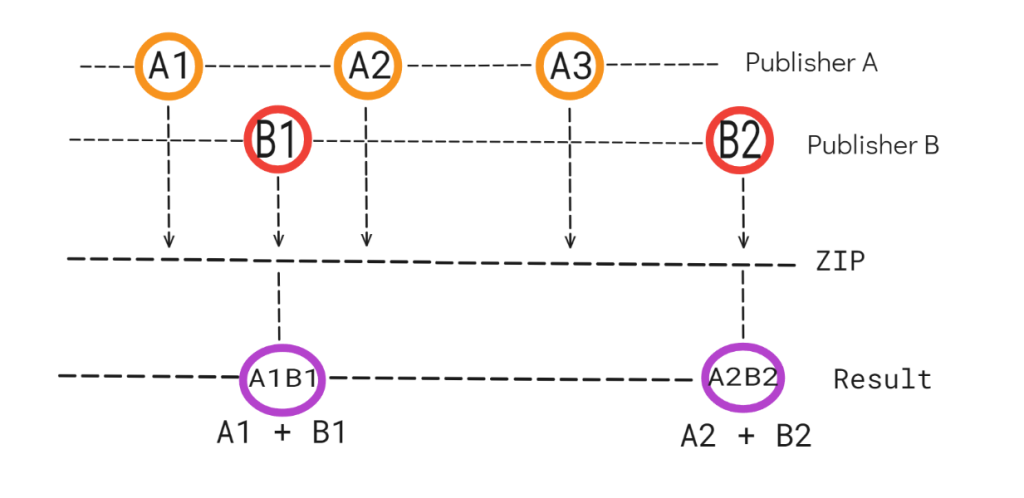 A1 A2 A3 Publisher A
B1 B2 Publisher B
ZIP
A1B1 A2B2 Result
A1 + B1 A2 + B2